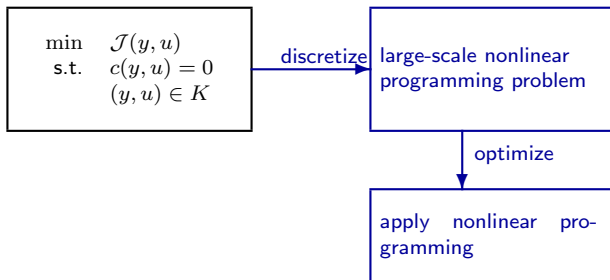 min J(y, u)
s.t. c(y, u) = 0
(y, u) ∈ K
discretize
large-scale nonlinear
programming problem
optimize
apply nonlinear pro-
gramming